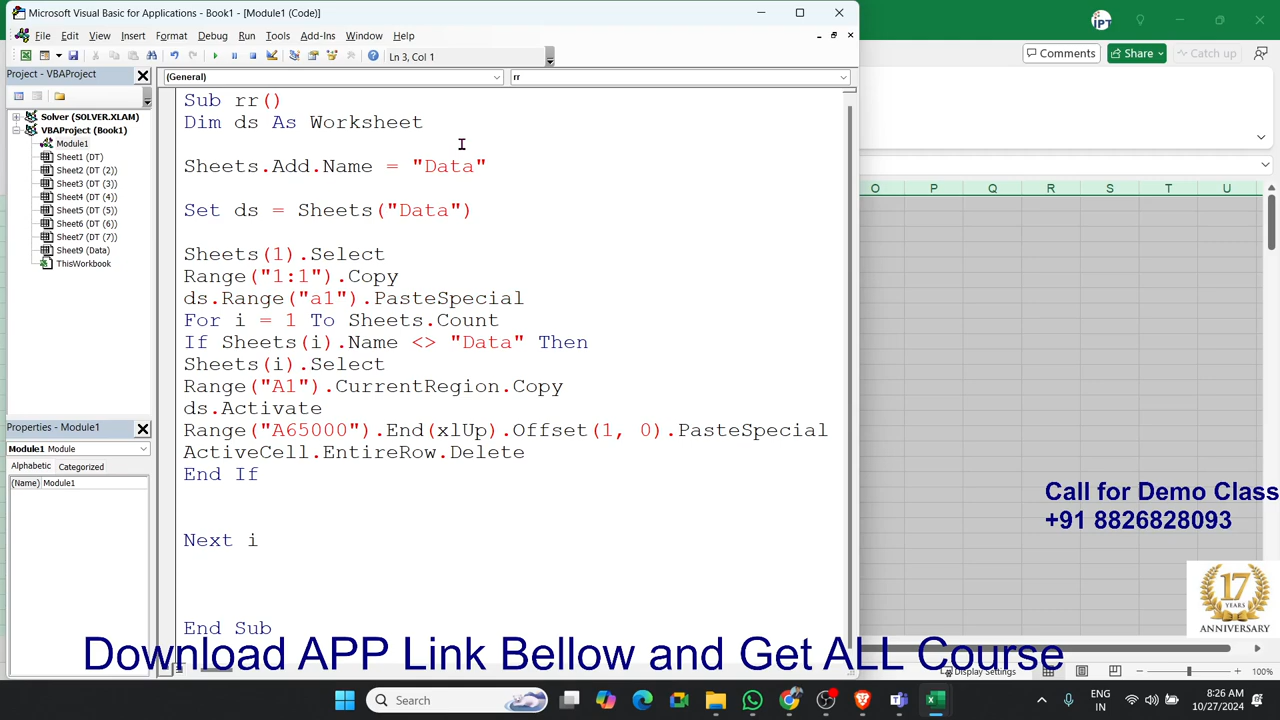 Microsoft Visual Basic for Applications - Book1 - [Module1 (Code)]
File Edit View Insert Format Debug Run Tools Add-Ins Window Help
Ln 3, Col 1
Project - VBAProject
(General)
rr
Solver (SOLVER.XLAM)
VBAProject (Book1)
Module1
Sheet1 (DT)
Sheet2 (DT (2))
Sheet3 (DT (3))
Sheet4 (DT (4))
Sheet5 (DT (5))
Sheet6 (DT (6))
Sheet7 (DT (7))
Sheet9 (Data)
ThisWorkbook
Properties - Module1
Module1 Module
Alphabetic Categorized
(Name) Module1
Sub rr()
Dim ds As Worksheet
Sheets.Add.Name = "Data"
Set ds = Sheets("Data")
Sheets(1).Select
Range("1:1").Copy
ds.Range("a1").PasteSpecial
For i = 1 To Sheets.Count
If Sheets(i).Name <> "Data" Then
Sheets(i).Select
Range("A1").CurrentRegion.Copy
ds.Activate
Range("A65000").End(xlUp).Offset(1, 0).PasteSpecial
ActiveCell.EntireRow.Delete
End If
Next i
End Sub
IPT
Comments Share Catch up
O P Q R S T U
Call for Demo Class
+91 8826828093
17
YEARS
ANNIVERSARY
Download APP Link Bellow and Get ALL Course
Display Settings
100%
Search
ENG
IN
8:26 AM
10/27/2024